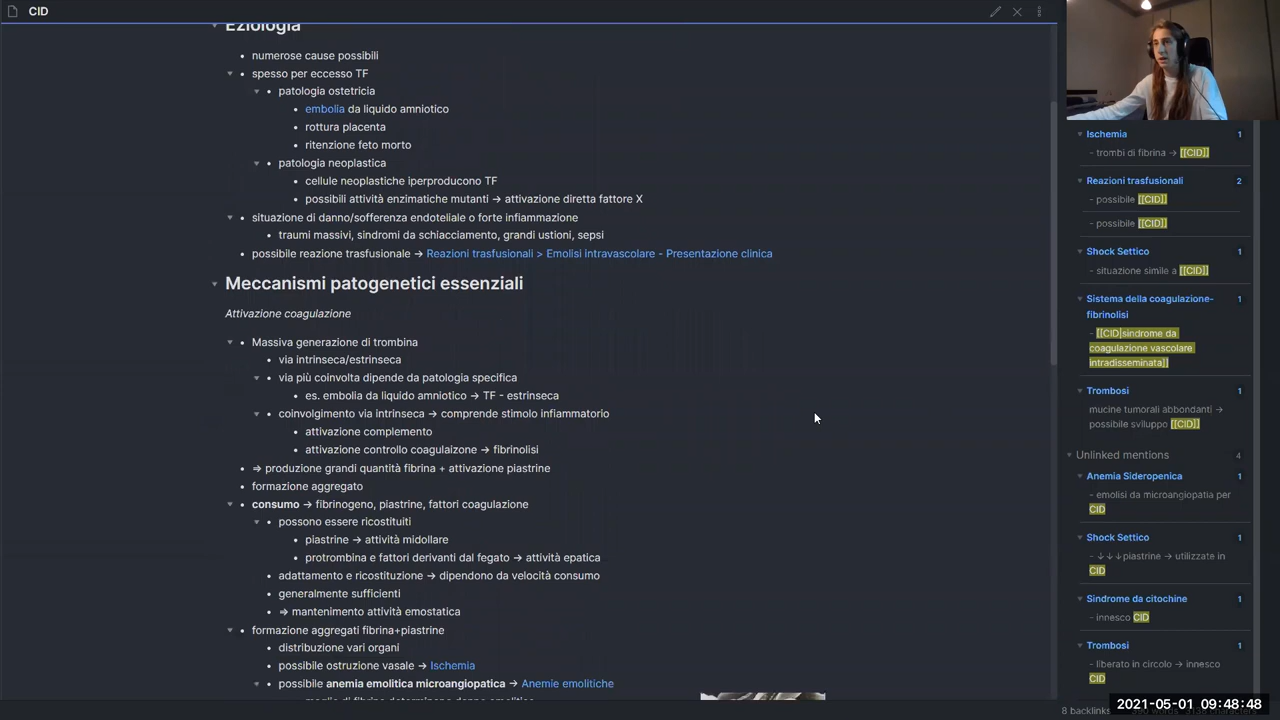 CID
Eziologia
numerose cause possibili
spesso per eccesso TF
patologia ostetricia
embolia da liquido amniotico
rottura placenta
ritenzione feto morto
patologia neoplastica
cellule neoplastiche iperproducono TF
possibili attività enzimatiche mutanti → attivazione diretta fattore X
situazione di danno/sofferenza endoteliale o forte infiammazione
traumi massivi, sindromi da schiacciamento, grandi ustioni, sepsi
possibile reazione trasfusionale → Reazioni trasfusionali > Emolisi intravascolare - Presentazione clinica
Meccanismi patogenetici essenziali
Attivazione coagulazione
Massiva generazione di trombina
via intrinseca/estrinseca
via più coinvolta dipende da patologia specifica
es. embolia da liquido amniotico → TF - estrinseca
coinvolgimento via intrinseca → comprende stimolo infiammatorio
attivazione complemento
attivazione controllo coagulaizone → fibrinolisi
⇒ produzione grandi quantità fibrina + attivazione piastrine
formazione aggregato
consumo → fibrinogeno, piastrine, fattori coagulazione
possono essere ricostituiti
piastrine → attività midollare
protrombina e fattori derivanti dal fegato → attività epatica
adattamento e ricostituzione → dipendono da velocità consumo
generalmente sufficienti
⇒ mantenimento attività emostatica
formazione aggregati fibrina+piastrine
distribuzione vari organi
possibile ostruzione vasale → Ischemia
possibile anemia emolitica microangiopatica → Anemie emolitiche
Ischemia 1
- trombi di fibrina → [[CID]]
Reazioni trasfusionali 2
- possibile [[CID]]
- possibile [[CID]]
Shock Settico 1
- situazione simile a [[CID]]
Sistema della coagulazione- 1
fibrinolisi
- [[CID|sindrome da
coagulazione vascolare
intradisseminata]]
Trombosi 1
mucine tumorali abbondanti →
possibile sviluppo [[CID]]
Unlinked mentions 4
Anemia Sideropenica 1
- emolisi da microangiopatia per
CID
Shock Settico 1
- ↓↓↓piastrine → utilizzate in
CID
Sindrome da citochine 1
- innesco CID
Trombosi 1
- liberato in circolo → innesco
CID
8 backlinks
2021-05-01 09:48:48